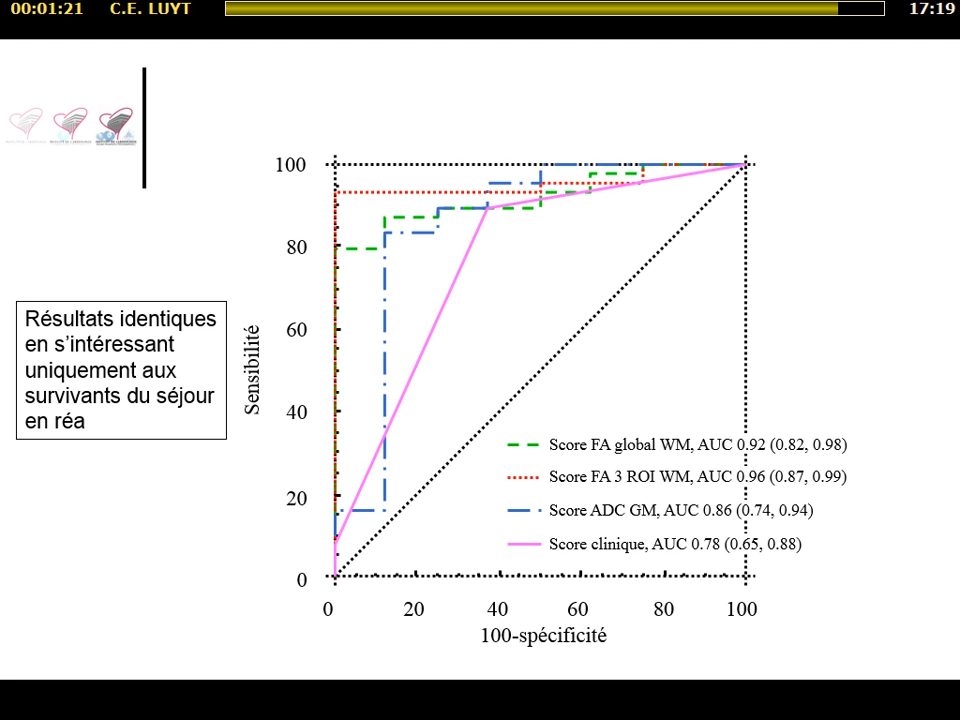 00:01:21 C.E. LUYT 17:19
Résultats identiques
en s’intéressant
uniquement aux
survivants du séjour
en réa
Sensibilité
100
80
60
40
20
0
Score FA global WM, AUC 0.92 (0.82, 0.98)
Score FA 3 ROI WM, AUC 0.96 (0.87, 0.99)
Score ADC GM, AUC 0.86 (0.74, 0.94)
Score clinique, AUC 0.78 (0.65, 0.88)
0 20 40 60 80 100
100-spécificité